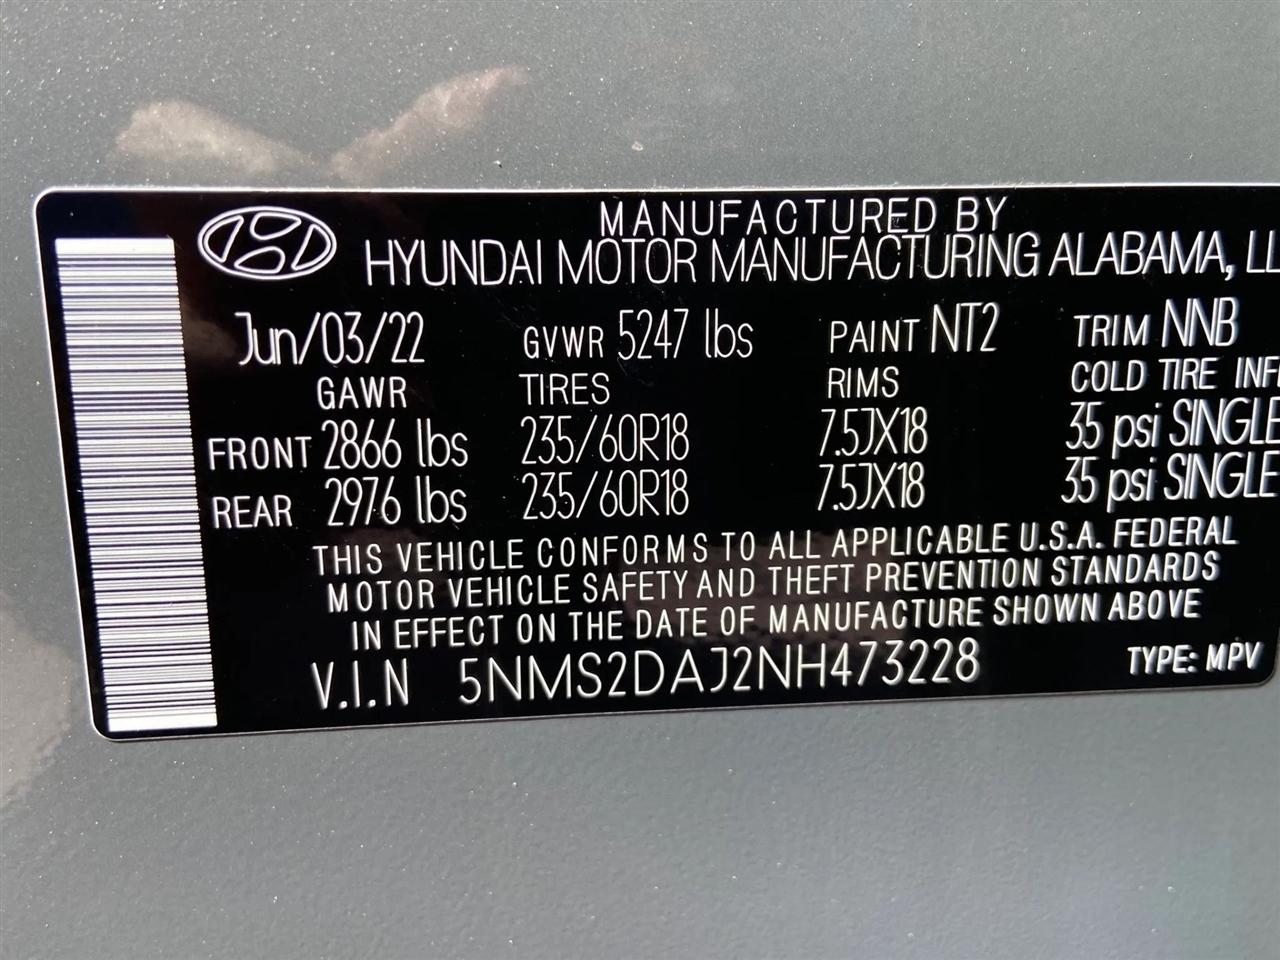 MANUFACTURED BY
HYUNDAI MOTOR MANUFACTURING ALABAMA, LL
Jun/03/22 GVWR 5247 lbs PAINT NT2 TRIM NNB
GAWR TIRES RIMS COLD TIRE INF
FRONT 2866 lbs 235/60R18 7.5JX18 35 psi SINGLE
REAR 2976 lbs 235/60R18 7.5JX18 35 psi SINGLE
THIS VEHICLE CONFORMS TO ALL APPLICABLE U.S.A. FEDERAL
MOTOR VEHICLE SAFETY AND THEFT PREVENTION STANDARDS
IN EFFECT ON THE DATE OF MANUFACTURE SHOWN ABOVE
V.I.N 5NMS2DAJ2NH473228 TYPE: MPV